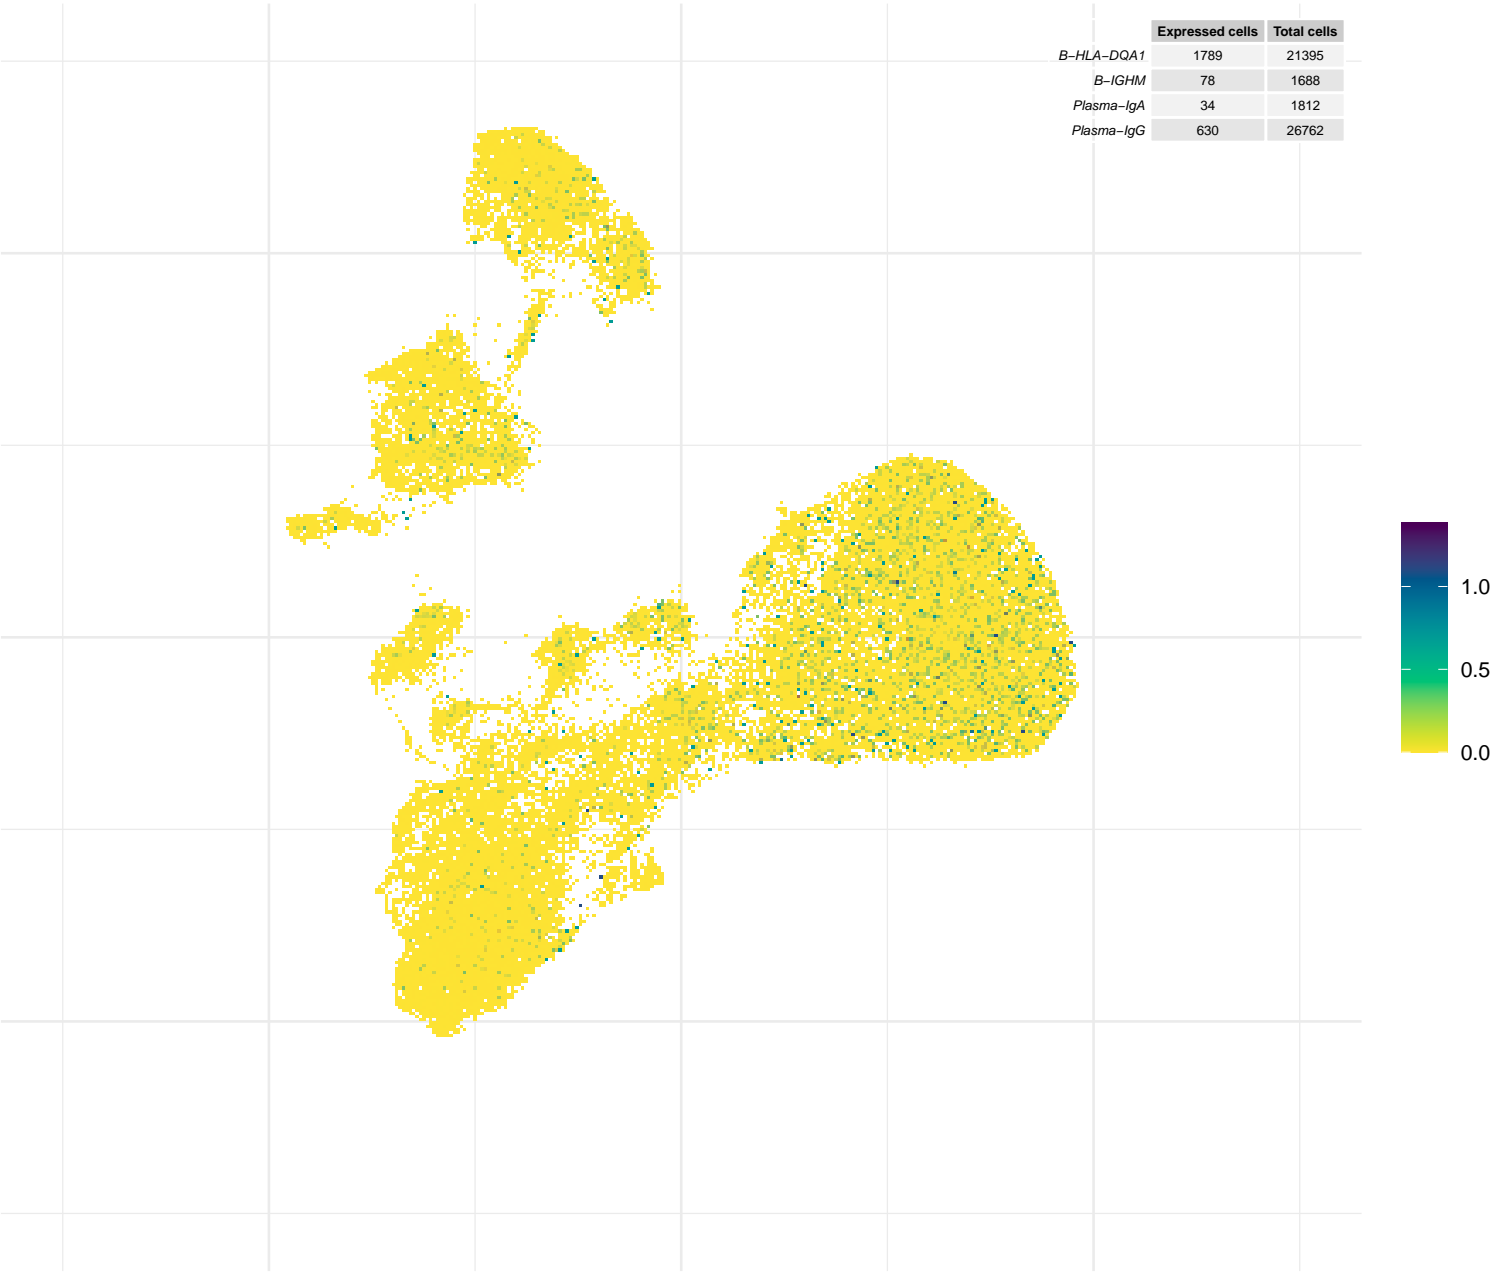 Expressed cells Total cells
B−HLA−DQA1 1789 21395
B−IGHM 78 1688
Plasma−IgA 34 1812
Plasma−IgG 630 26762
1.0
0.5
0.0